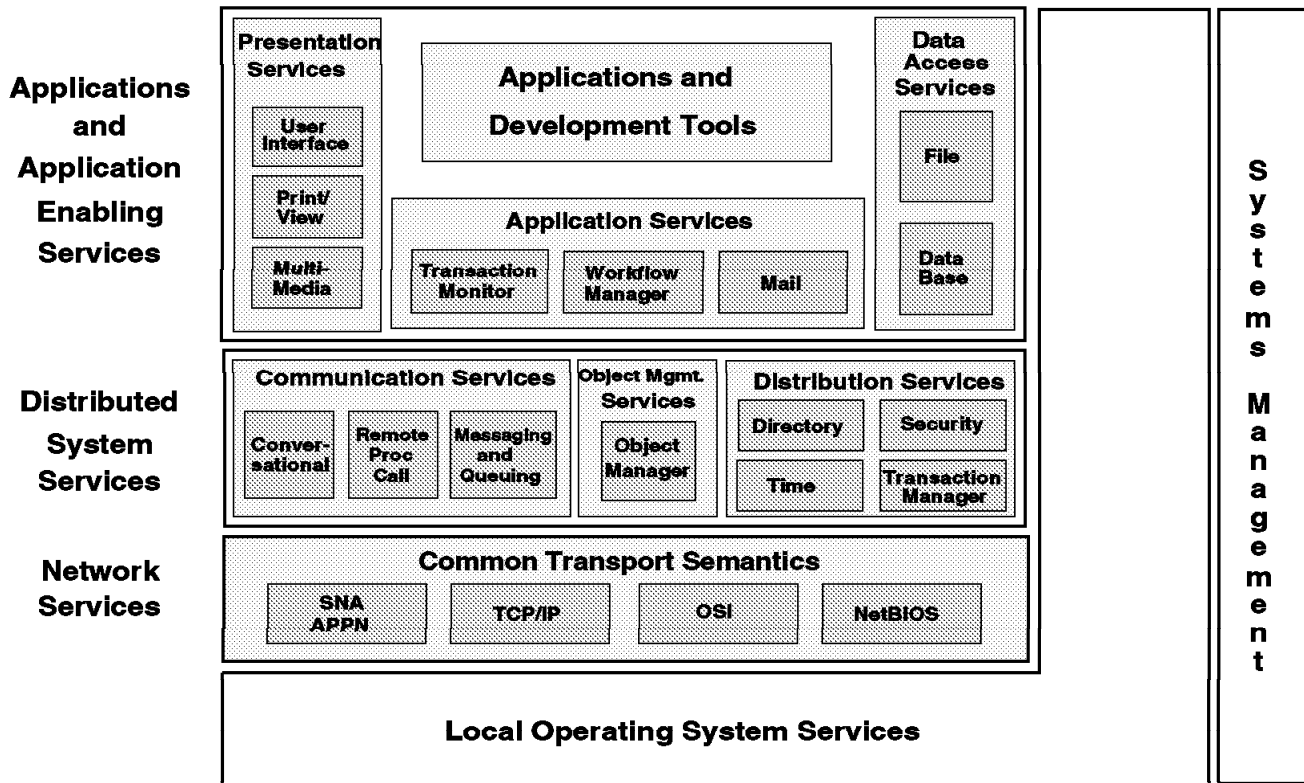 Applications
and
Application
Enabling
Services
Presentation
Services
User
Interface
Print/
View
Multi-
Media
Applications and
Development Tools
Application Services
Transaction
Monitor
Workflow
Manager
Mail
Data
Access
Services
File
Data
Base
Distributed
System
Services
Communication Services
Conver-
sational
Remote
Proc
Call
Messaging
and
Queuing
Object Mgmt.
Services
Object
Manager
Distribution Services
Directory
Security
Time
Transaction
Manager
Network
Services
Common Transport Semantics
SNA
APPN
TCP/IP
OSI
NetBIOS
Local Operating System Services
Systems Management